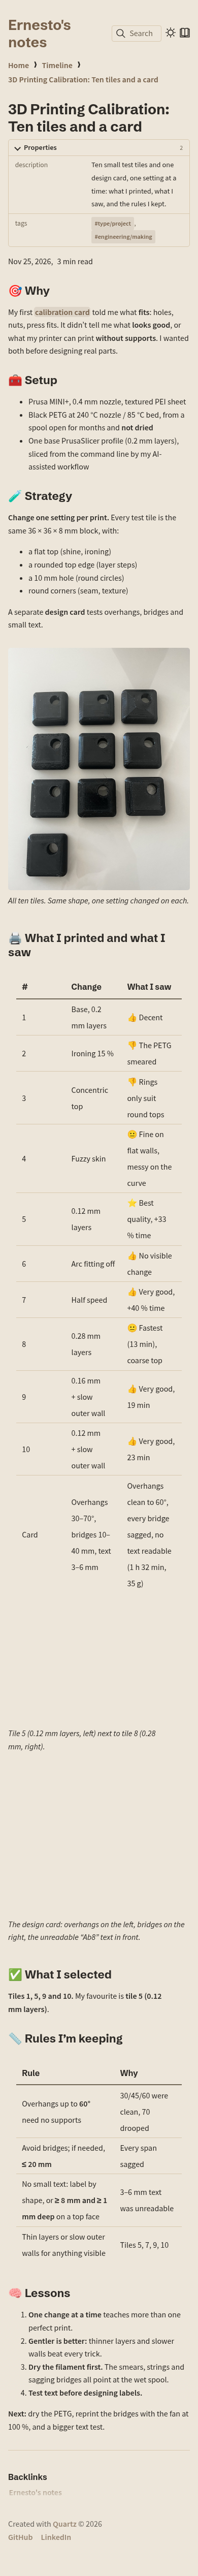 Ernesto's
notes
Search
Home ❱ Timeline ❱
3D Printing Calibration: Ten tiles and a card
3D Printing Calibration:
Ten tiles and a card
Properties 2
description Ten small test tiles and one
design card, one setting at a
time: what I printed, what I
saw, and the rules I kept.
tags #type/project ,
#engineering/making
Nov 25, 2026, 3 min read
🎯 Why
My first calibration card told me what fits: holes,
nuts, press fits. It didn't tell me what looks good, or
what my printer can print without supports. I wanted
both before designing real parts.
🧰 Setup
• Prusa MINI+, 0.4 mm nozzle, textured PEI sheet
• Black PETG at 240 °C nozzle / 85 °C bed, from a
spool open for months and not dried
• One base PrusaSlicer profile (0.2 mm layers),
sliced from the command line by my AI-
assisted workflow
🧪 Strategy
Change one setting per print. Every test tile is the
same 36 × 36 × 8 mm block, with:
• a flat top (shine, ironing)
• a rounded top edge (layer steps)
• a 10 mm hole (round circles)
• round corners (seam, texture)
A separate design card tests overhangs, bridges and
small text.
All ten tiles. Same shape, one setting changed on each.
🖨️ What I printed and what I
saw
# Change What I saw
1 Base, 0.2
mm layers 👍 Decent
2 Ironing 15 % 👎 The PETG
smeared
3 Concentric
top 👎 Rings
only suit
round tops
4 Fuzzy skin 😐 Fine on
flat walls,
messy on the
curve
5 0.12 mm
layers ⭐ Best
quality, +33
% time
6 Arc fitting off 👍 No visible
change
7 Half speed 👍 Very good,
+40 % time
8 0.28 mm
layers 😐 Fastest
(13 min),
coarse top
9 0.16 mm
+ slow
outer wall 👍 Very good,
19 min
10 0.12 mm
+ slow
outer wall 👍 Very good,
23 min
Card Overhangs
30–70°,
bridges 10–
40 mm, text
3–6 mm Overhangs
clean to 60°,
every bridge
sagged, no
text readable
(1 h 32 min,
35 g)
Tile 5 (0.12 mm layers, left) next to tile 8 (0.28
mm, right).
The design card: overhangs on the left, bridges on the
right, the unreadable “Ab8” text in front.
✅ What I selected
Tiles 1, 5, 9 and 10. My favourite is tile 5 (0.12
mm layers).
📏 Rules I’m keeping
Rule Why
Overhangs up to 60°
need no supports 30/45/60 were
clean, 70
drooped
Avoid bridges; if needed,
≤ 20 mm Every span
sagged
No small text: label by
shape, or ≥ 8 mm and ≥ 1
mm deep on a top face 3–6 mm text
was unreadable
Thin layers or slow outer
walls for anything visible Tiles 5, 7, 9, 10
🧠 Lessons
1. One change at a time teaches more than one
perfect print.
2. Gentler is better: thinner layers and slower
walls beat every trick.
3. Dry the filament first. The smears, strings and
sagging bridges all point at the wet spool.
4. Test text before designing labels.
Next: dry the PETG, reprint the bridges with the fan at
100 %, and a bigger text test.
Backlinks
Ernesto's notes
Created with Quartz © 2026
GitHub LinkedIn